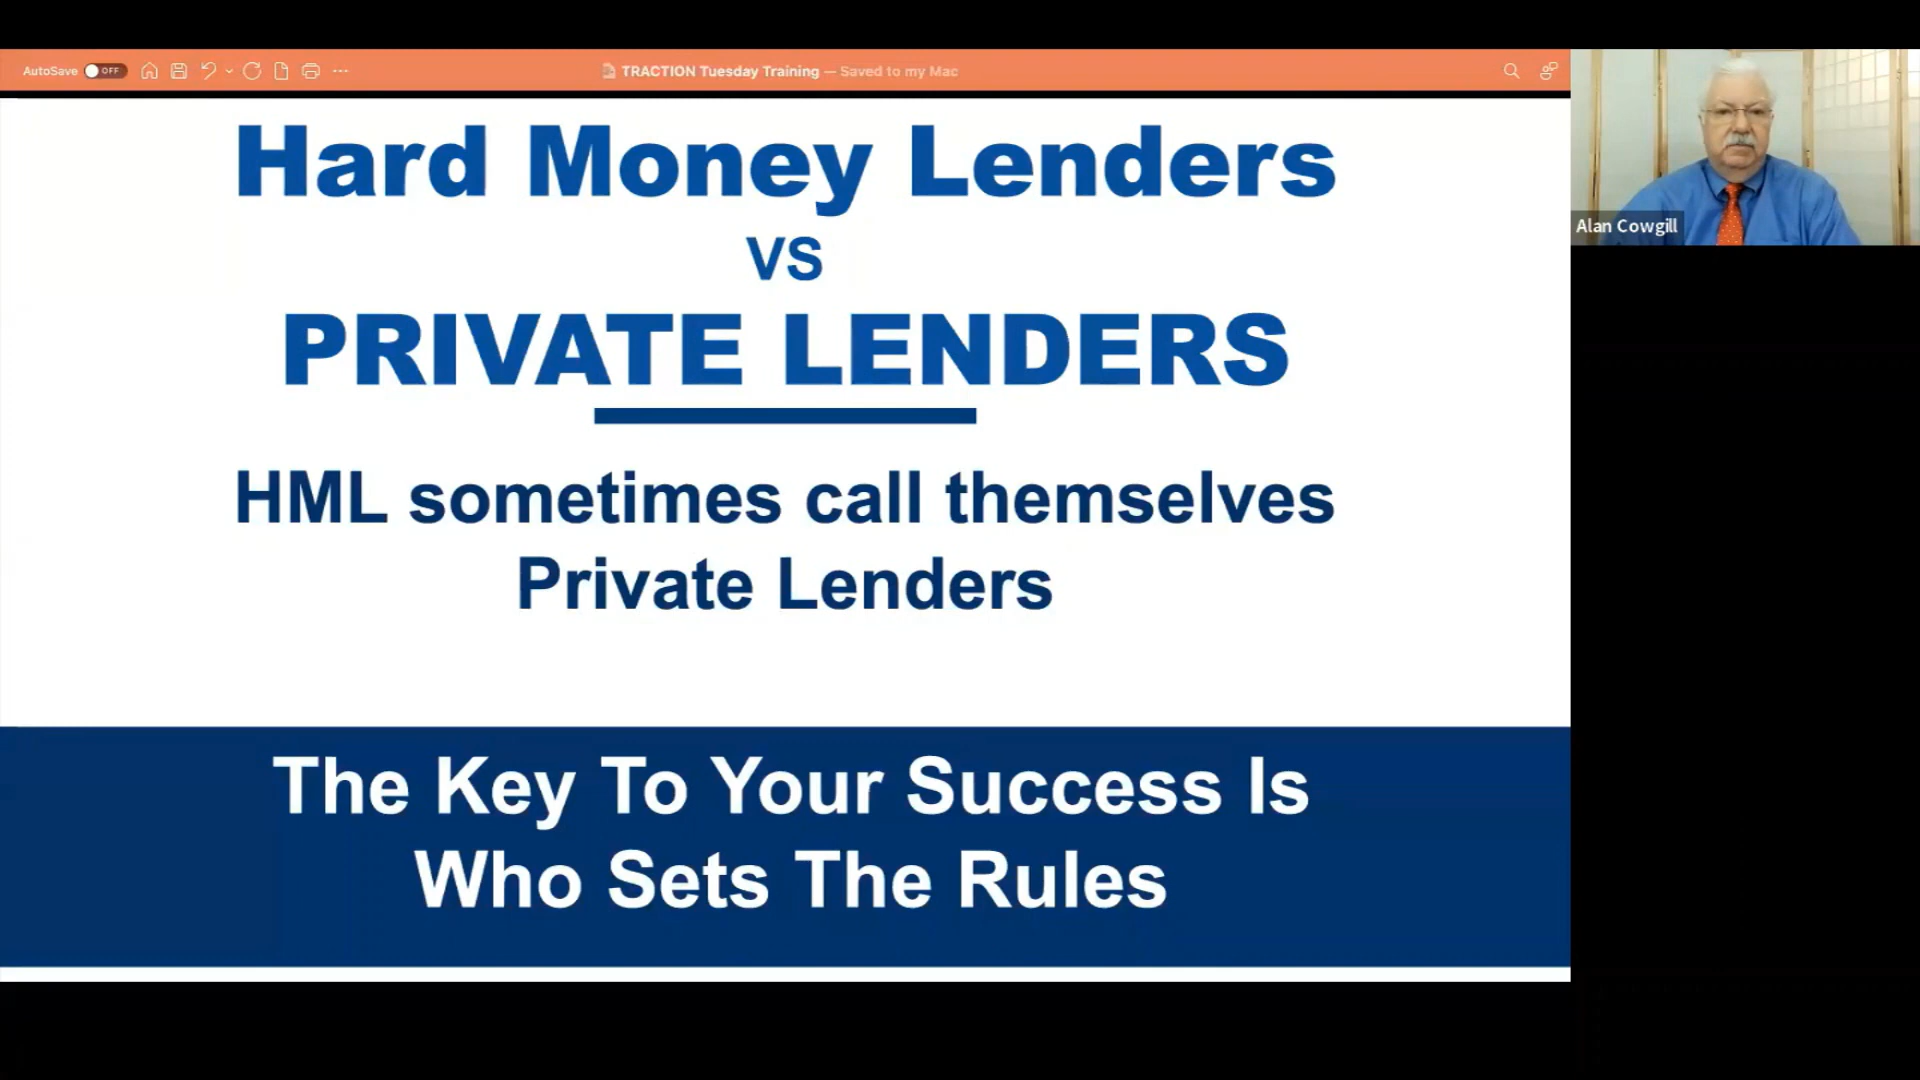 AutoSave OFF
TRACTION Tuesday Training — Saved to my Mac
Hard Money Lenders
VS
PRIVATE LENDERS
HML sometimes call themselves
Private Lenders
The Key To Your Success Is
Who Sets The Rules
Alan Cowgill